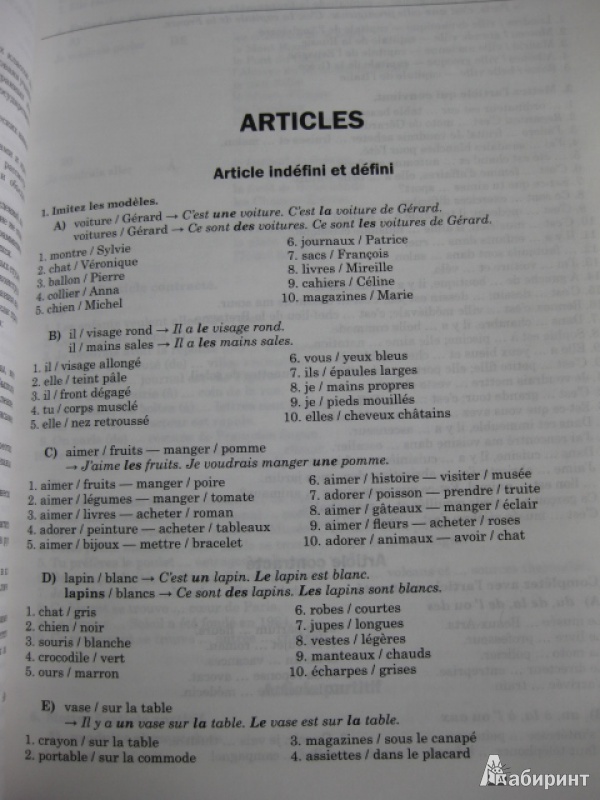 ARTICLES
Article indéfini et défini
1. Imitez les modèles.
A) voiture / Gérard → C'est une voiture. C'est la voiture de Gérard.
voitures / Gérard → Ce sont des voitures. Ce sont les voitures de Gérard.
1. montre / Sylvie
2. chat / Véronique
3. ballon / Pierre
4. collier / Anna
5. chien / Michel
6. journaux / Patrice
7. sacs / François
8. livres / Mireille
9. cahiers / Céline
10. magazines / Marie
B) il / visage rond → Il a le visage rond.
il / mains sales → Il a les mains sales.
1. il / visage allongé
2. elle / teint pâle
3. il / front dégagé
4. tu / corps musclé
5. elle / nez retroussé
6. vous / yeux bleus
7. ils / épaules larges
8. je / mains propres
9. je / pieds mouillés
10. elles / cheveux châtains
C) aimer / fruits — manger / pomme
→ J'aime les fruits. Je voudrais manger une pomme.
1. aimer / fruits — manger / poire
2. aimer / légumes — manger / tomate
3. aimer / livres — acheter / roman
4. adorer / peinture — acheter / tableaux
5. aimer / bijoux — mettre / bracelet
6. aimer / histoire — visiter / musée
7. adorer / poisson — prendre / truite
8. aimer / gâteaux — manger / éclair
9. aimer / fleurs — acheter / roses
10. adorer / animaux — avoir / chat
D) lapin / blanc → C'est un lapin. Le lapin est blanc.
lapins / blancs → Ce sont des lapins. Les lapins sont blancs.
1. chat / gris
2. chien / noir
3. souris / blanche
4. crocodile / vert
5. ours / marron
6. robes / courtes
7. jupes / longues
8. vestes / légères
9. manteaux / chauds
10. écharpes / grises
E) vase / sur la table
→ Il y a un vase sur la table. Le vase est sur la table.
1. crayon / sur la table
2. portable / sur la commode
3. magazines / sous le canapé
4. assiettes / dans le placard
Лабиринт